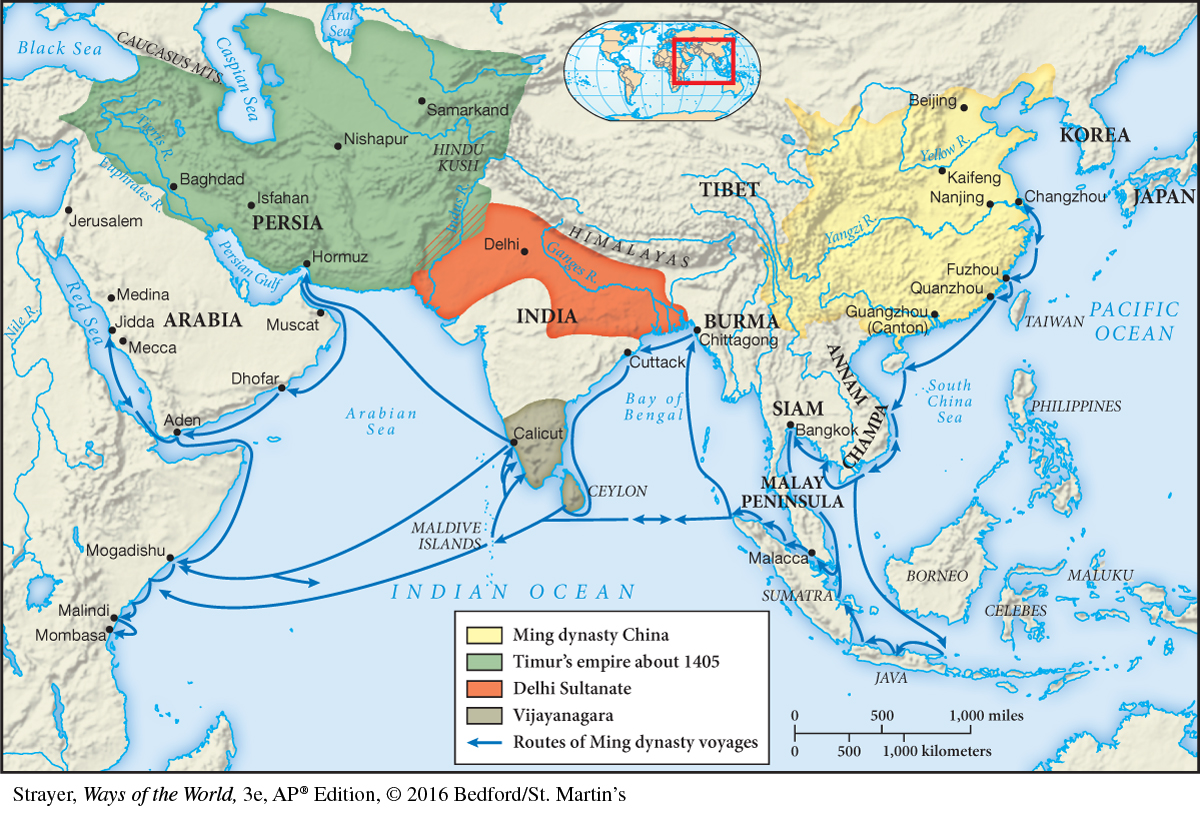 Black Sea
CAUCASUS MTS.
Caspian Sea
Aral
Sea
Samarkand
Nishapur
HINDU
KUSH
Tigris R.
Euphrates R.
Baghdad
Isfahan
PERSIA
Indus R.
Jerusalem
Hormuz
Persian Gulf
Nile R.
Red Sea
Medina
Jidda
Mecca
ARABIA
Muscat
Dhofar
Aden
Arabian
Sea
Delhi
HIMALAYAS
Ganges R.
INDIA
TIBET
BURMA
Chittagong
Cuttack
Bay of
Bengal
Calicut
CEYLON
MALDIVE
ISLANDS
Mogadishu
Malindi
Mombasa
INDIAN OCEAN
Beijing
Yellow R.
Kaifeng
Nanjing
Changzhou
KOREA
JAPAN
Yangzi R.
Fuzhou
Quanzhou
Guangzhou
(Canton)
TAIWAN
PACIFIC
OCEAN
ANNAM
SIAM
Bangkok
CHAMPA
South
China
Sea
PHILIPPINES
MALAY
PENINSULA
Malacca
SUMATRA
BORNEO
CELEBES
MALUKU
JAVA
Ming dynasty China
Timur's empire about 1405
Delhi Sultanate
Vijayanagara
Routes of Ming dynasty voyages
0 500 1,000 miles
0 500 1,000 kilometers
Strayer, Ways of the World, 3e, AP® Edition, © 2016 Bedford/St. Martin's